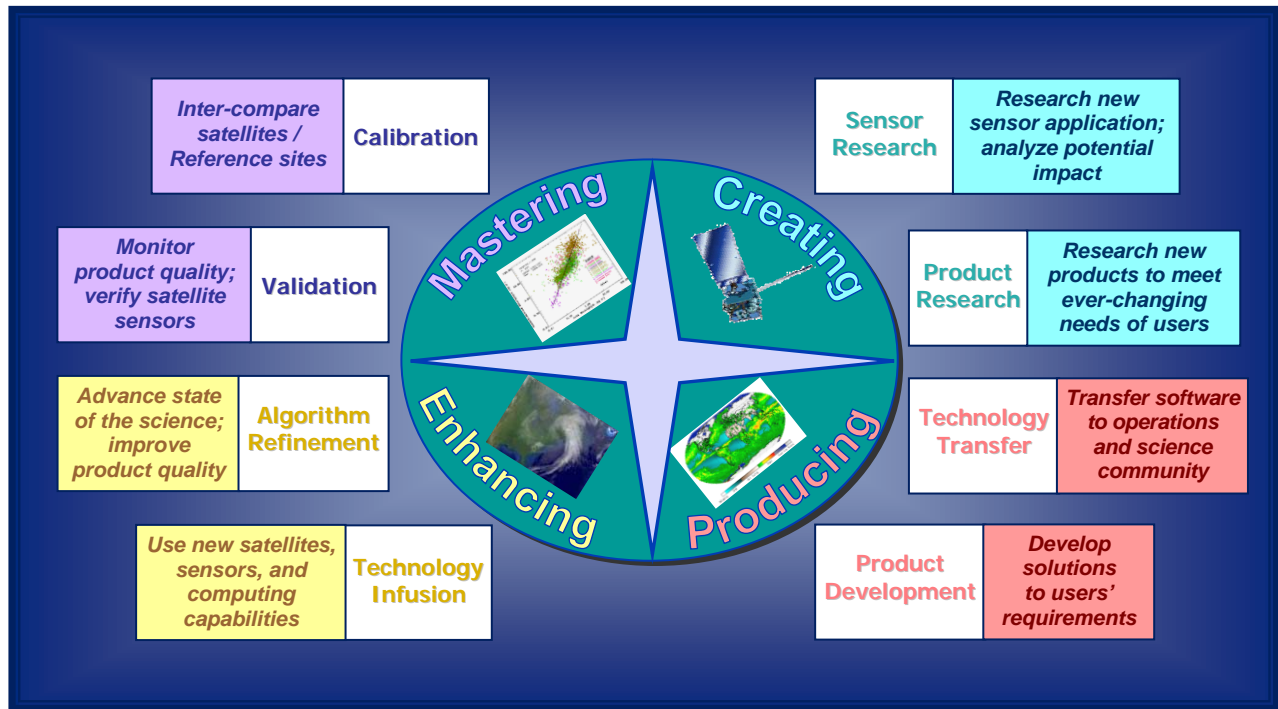 Inter-compare
satellites /
Reference sites
Calibration
Monitor
product quality;
verify satellite
sensors
Validation
Advance state
of the science;
improve
product quality
Algorithm
Refinement
Use new satellites,
sensors, and
computing
capabilities
Technology
Infusion
Mastering
Creating
Enhancing
Producing
Sensor
Research
Research new
sensor application;
analyze potential
impact
Product
Research
Research new
products to meet
ever-changing
needs of users
Technology
Transfer
Transfer software
to operations
and science
community
Product
Development
Develop
solutions
to users’
requirements